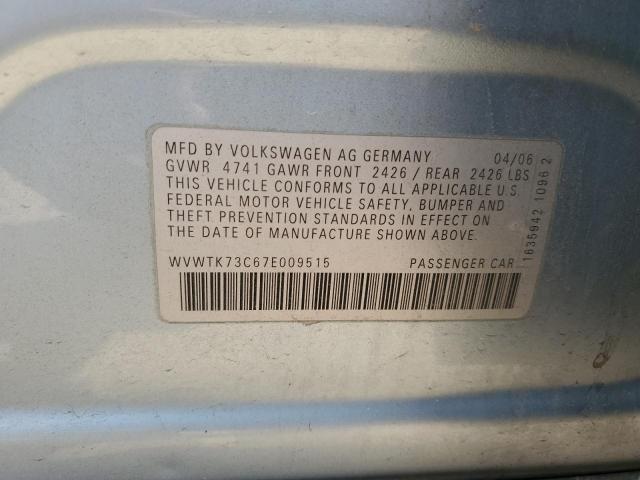 MFD BY VOLKSWAGEN AG GERMANY 04/06
GVWR 4741 GAWR FRONT 2426 / REAR 2426 LBS
THIS VEHICLE CONFORMS TO ALL APPLICABLE U.S.
FEDERAL MOTOR VEHICLE SAFETY, BUMPER AND
THEFT PREVENTION STANDARDS IN EFFECT ON
THE DATE OF MANUFACTURE SHOWN ABOVE.
WVWTK73C67E009515 PASSENGER CAR
1635942 1096 2